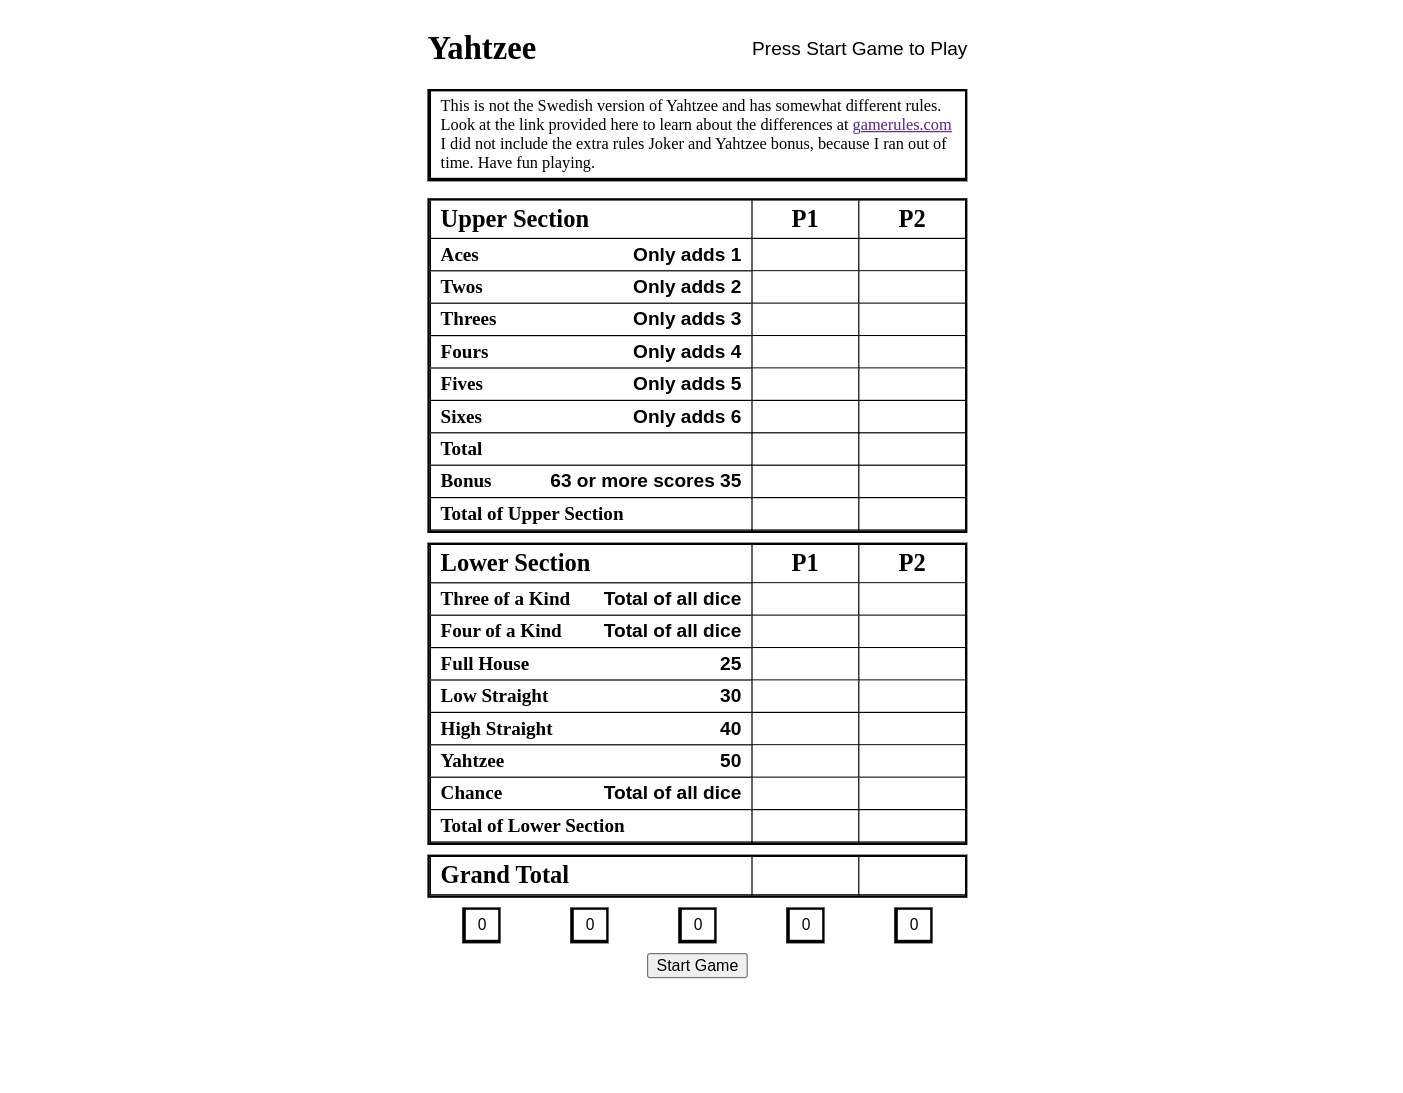 Yahtzee Press Start Game to Play
This is not the Swedish version of Yahtzee and has somewhat different rules.
Look at the link provided here to learn about the differences at gamerules.com
I did not include the extra rules Joker and Yahtzee bonus, because I ran out of
time. Have fun playing.
Upper Section P1 P2
Aces Only adds 1
Twos Only adds 2
Threes Only adds 3
Fours Only adds 4
Fives Only adds 5
Sixes Only adds 6
Total
Bonus 63 or more scores 35
Total of Upper Section
Lower Section P1 P2
Three of a Kind Total of all dice
Four of a Kind Total of all dice
Full House 25
Low Straight 30
High Straight 40
Yahtzee 50
Chance Total of all dice
Total of Lower Section
Grand Total
0 0 0 0 0
Start Game